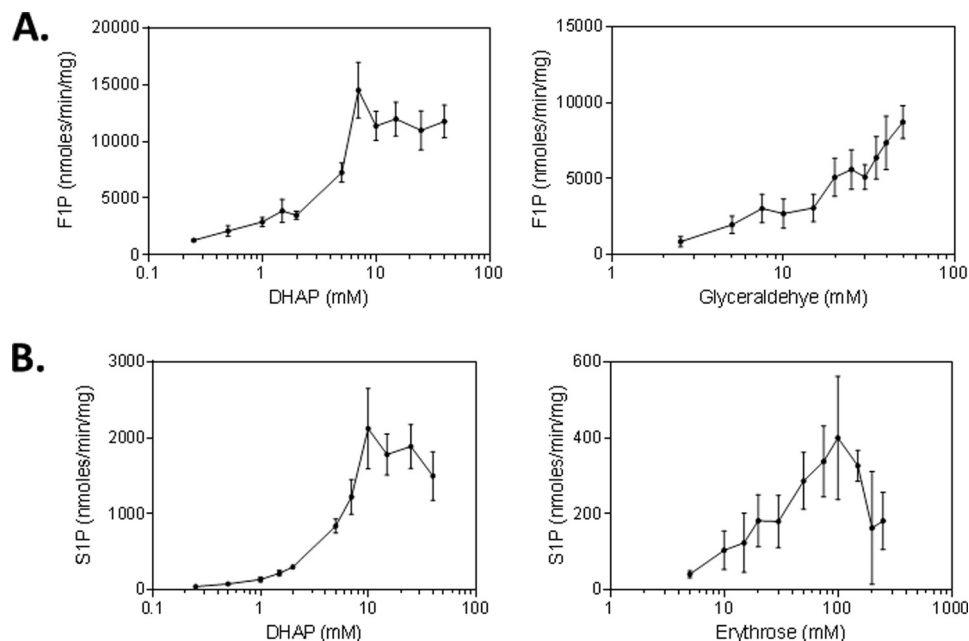 A.
20000
15000
10000
5000
0
F1P (nmoles/min/mg)
0.1 1 10 100
DHAP (mM)
15000
10000
5000
0
F1P (nmoles/min/mg)
1 10 100
Glyceraldehye (mM)
B.
3000
2000
1000
0
S1P (nmoles/min/mg)
0.1 1 10 100
DHAP (mM)
600
400
200
0
S1P (nmoles/min/mg)
1 10 100 1000
Erythrose (mM)